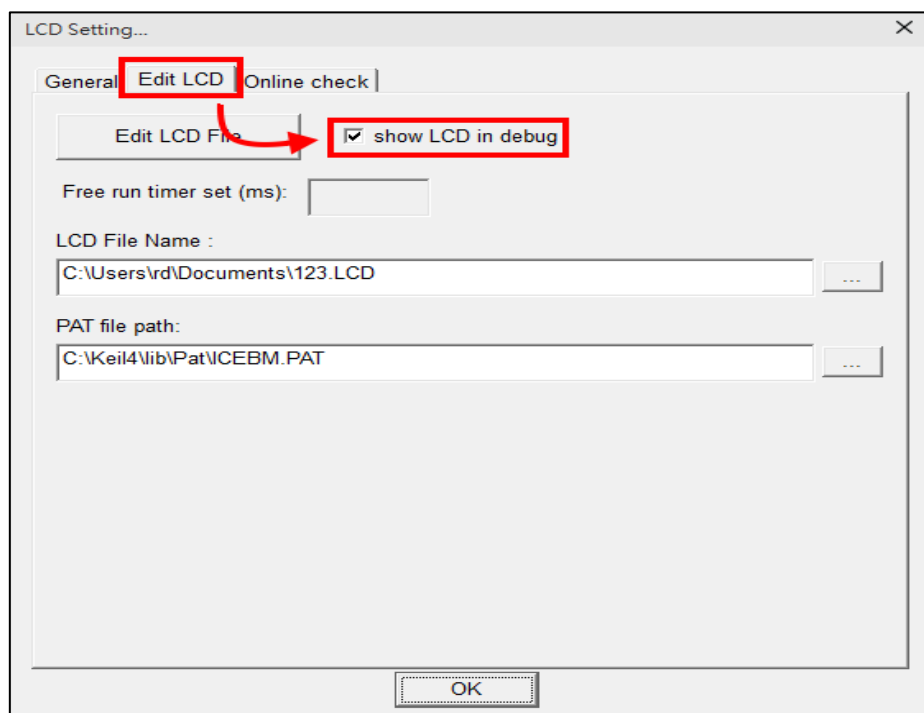 LCD Setting...
General Edit LCD Online check
Edit LCD File show LCD in debug
Free run timer set (ms):
LCD File Name :
C:\Users\rd\Documents\123.LCD ...
PAT file path:
C:\Keil4\lib\Pat\ICEBM.PAT ...
OK